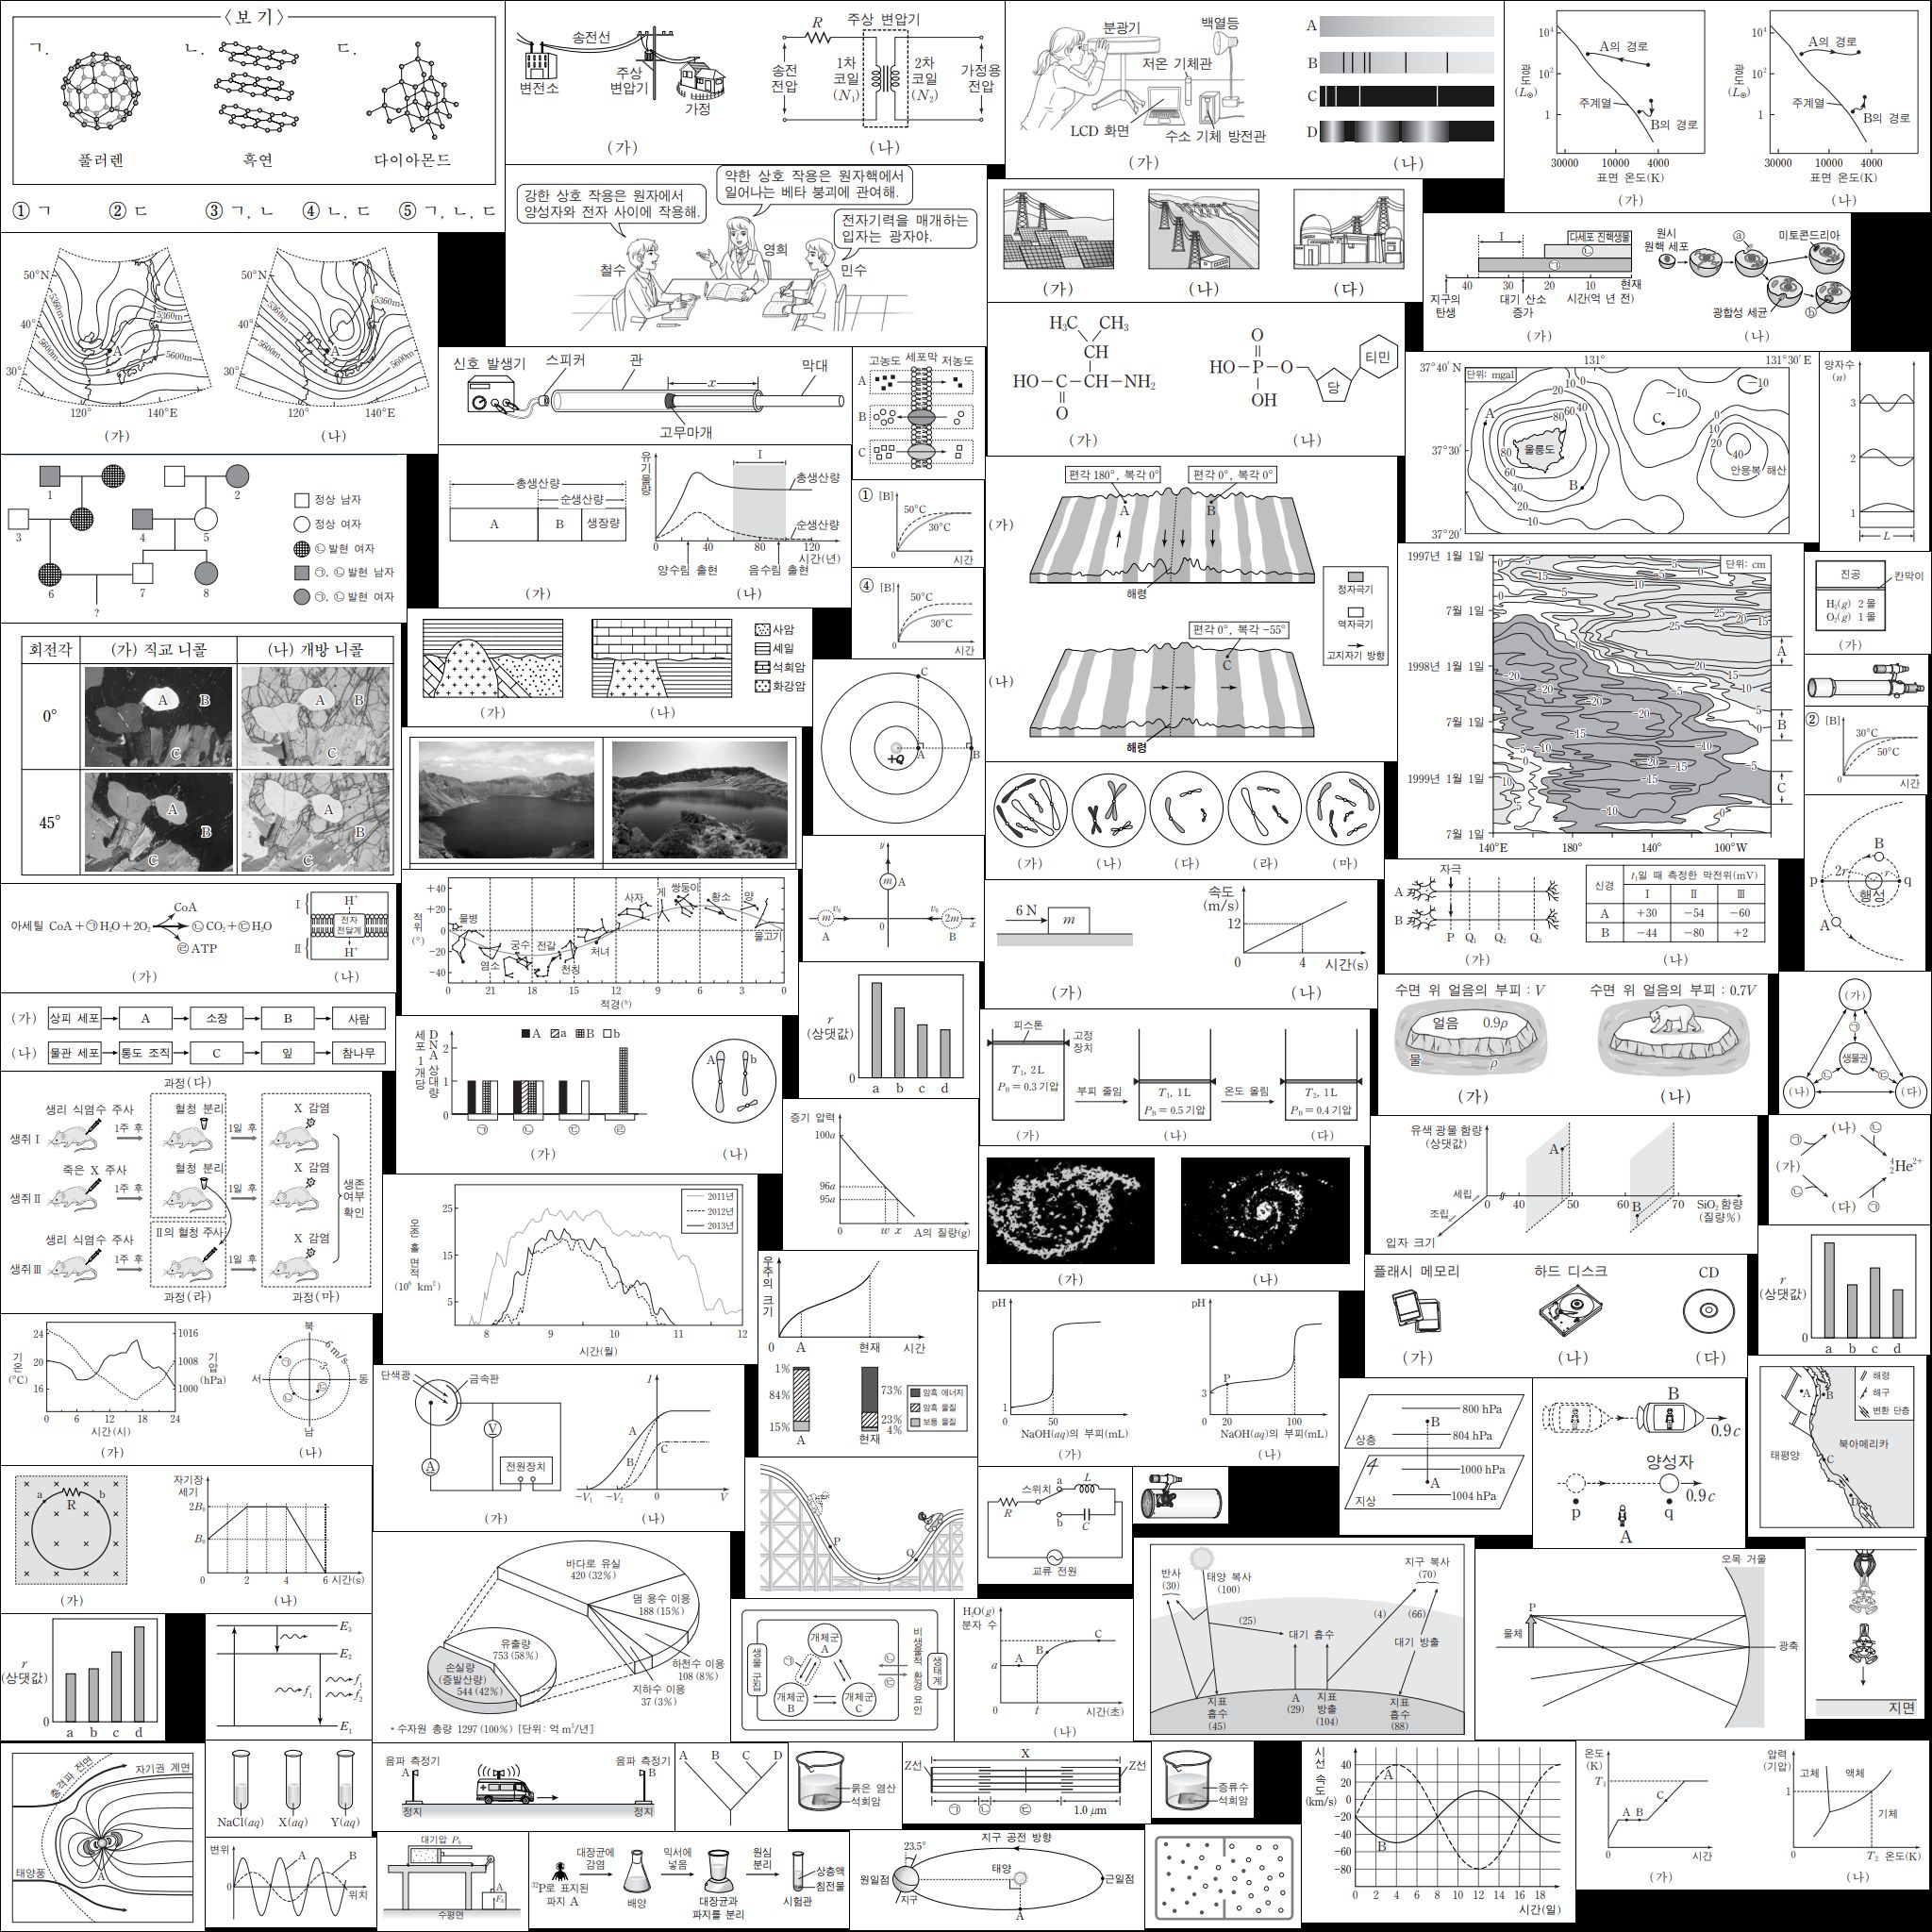 〈보 기〉
ㄱ. ㄴ. ㄷ.
풀러렌 흑연 다이아몬드
① ㄱ ② ㄷ ③ ㄱ, ㄴ ④ ㄴ, ㄷ ⑤ ㄱ, ㄴ, ㄷ
송전선
변전소
주상
변압기
가정
R 주상 변압기
송전
전압
1차
코일
(N₁)
2차
코일
(N₂)
가정용
전압
(가) (나)
분광기 백열등
저온 기체관
LCD 화면
수소 기체 방전관
A
B
C
D
(가) (나)
광도
(L⊙)
10⁴
10²
1
A의 경로
주계열
B의 경로
30000 10000 4000
표면 온도(K)
(가)
광도
(L⊙)
10⁴
10²
1
A의 경로
주계열
B의 경로
30000 10000 4000
표면 온도(K)
(나)
강한 상호 작용은 원자에서
양성자와 전자 사이에 작용해.
약한 상호 작용은 원자핵에서
일어나는 베타 붕괴에 관여해.
전자기력을 매개하는
입자는 광자야.
철수 영희 민수
(가) (나) (다)
I
다세포 진핵생물
㉡
㉠
40 30 20 10 현재
지구의
탄생
대기 산소
증가
시간(억 년 전)
(가)
원시
원핵 세포
ⓐ
미토콘드리아
광합성 세균
ⓑ
(나)
50°N
40°
30°
5360m
5360m
5600m
5600m
A
120° 140°E
(가)
50°N
40°
30°
5360m
5360m
5600m
5600m
A
120° 140°E
(나)
신호 발생기 스피커 관 막대
x
고무마개
고농도 세포막 저농도
A
B
C
H₃C CH₃
CH
HO-C-CH-NH₂
O
(가)
O
HO-P-O
OH
당
티민
(나)
37°40′ N
37°30′
37°20′
131° 131°30′ E
단위: mgal
울릉도
안용복 해산
A
B
C
양자수
(n)
3
2
1
L
1 2 3 4 5 6 7 8
?
정상 남자
정상 여자
㉡ 발현 여자
㉠, ㉡ 발현 남자
㉠, ㉡ 발현 여자
총생산량
순생산량
A B 생장량
(가)
유기물량
I
총생산량
순생산량
0 40 80 120
시간(년)
양수림 출현 음수림 출현
(나)
① [B]
50°C
30°C
0 시간
④ [B]
50°C
30°C
0 시간
(가)
편각 180°, 복각 0° 편각 0°, 복각 0°
A B
해령
(나)
편각 0°, 복각 −55°
C
해령
정자극기
역자극기
고지자기 방향
1997년 1월 1일
7월 1일
1998년 1월 1일
7월 1일
1999년 1월 1일
7월 1일
단위: cm
A
B
C
140°E 180° 140° 100°W
진공
칸막이
H₂(g) 2 몰
O₂(g) 1 몰
(가)
② [B]
30°C
50°C
0 시간
회전각 (가) 직교 니콜 (나) 개방 니콜
0°
A B C
A B C
45°
A B C
A B C
사암
셰일
석회암
화강암
(가) (나)
C
+Q A B
y
m A
m v₀ v₀ 2m
A 0 B x
(가) (나) (다) (라) (마)
6 N m
(가)
속도
(m/s)
12
0 4 시간(s)
(나)
자극
A
B
P Q₁ Q₂ Q₃
(가)
신경 t₁일 때 측정한 막전위(mV)
I II III
A +30 −54 −60
B −44 −80 +2
(나)
B
2r r
p 행성 q
A
아세틸 CoA + ㉠H₂O + 2O₂ CoA ㉡CO₂ + ㉢H₂O
㉣ATP
(가)
I
H⁺
전자
전달계
II
H⁺
(나)
적위
(°)
+40
+20
0
−20
−40
물병 염소 궁수 전갈 천칭 처녀 사자 게 쌍둥이 황소 양 물고기
0 21 18 15 12 9 6 3 0
적경(ʰ)
r
(상댓값)
0
a b c d
수면 위 얼음의 부피 : V
얼음 0.9ρ
물 ρ
(가)
수면 위 얼음의 부피 : 0.7V
(나)
(가)
㉠
생물권
㉡ ㉢
(나) (다)
(가) 상피 세포 A 소장 B 사람
(나) 물관 세포 통도 조직 C 잎 참나무
세포 1개당 DNA 상대량
A a B b
2
1
0
㉠ ㉡ ㉢ ㉣
(가)
A b
(나)
피스톤 고정
장치
T₁, 2L
P_B = 0.3 기압
부피 줄임
T₁, 1L
P_B = 0.5 기압
온도 올림
T₂, 1L
P_B = 0.4 기압
(가) (나) (다)
과정(다)
생리 식염수 주사 혈청 분리 X 감염
생쥐 I 1주 후 1일 후
죽은 X 주사 혈청 분리 X 감염
생쥐 II 1주 후 1일 후
생존
여부
확인
생리 식염수 주사 II의 혈청 주사 X 감염
생쥐 III 1주 후 1일 후
과정(라) 과정(마)
증기 압력
100a
96a
95a
0 w x A의 질량(g)
오존 홀 면적
(10⁶ km²)
25
15
5
2011년
2012년
2013년
8 9 10 11 12
시간(월)
(가) (나)
유색 광물 함량
(상댓값)
A
B
세립
조립
입자 크기
0 40 50 60 70 SiO₂ 함량
(질량%)
(나)
㉠ ㉡
(가) ⁴₂He²⁺
㉡ ㉠
(다)
우주의 크기
0 A 현재 시간
1%
84%
15%
A
73%
23%
4%
현재
암흑 에너지
암흑 물질
보통 물질
pH
1
50
NaOH(aq)의 부피(mL)
(가)
pH
3
P
20 100
NaOH(aq)의 부피(mL)
(나)
플래시 메모리 하드 디스크 CD
(가) (나) (다)
r
(상댓값)
0
a b c d
기온
(°C)
24
20
16
기압
(hPa)
1016
1008
1000
0 6 12 18 24
시간(시)
(가)
북
서 동
남
6 m/s
3
㉠
㉡
㉢
(나)
단색광 금속판
V
A
전원장치
(가)
I
A
B
C
−V₁ −V₂ 0 V
(나)
800 hPa
B
804 hPa
상층
1000 hPa
A
1004 hPa
지상
B
0.9c
양성자
0.9c
p q
A
해령
해구
변환 단층
A B
북아메리카
태평양
C
D
a b
R
(가)
자기장
세기
2B₀
B₀
0 2 4 6 시간(s)
(나)
P Q
스위치 a L
R
b C
교류 전원
바다로 유실
420 (32%)
댐 용수 이용
188 (15%)
유출량
753 (58%)
하천수 이용
108 (8%)
손실량
(증발산량)
544 (42%)
지하수 이용
37 (3%)
* 수자원 총량 1297 (100%) [단위: 억 m³/년]
반사
(30)
태양 복사
(100)
지구 복사
(70)
(25) (4) (66)
대기 흡수 대기 방출
지표
흡수
(45)
A
(29)
지표
방출
(104)
지표
흡수
(88)
오목 거울
P
물체
광축
지면
r
(상댓값)
0
a b c d
E₃
E₂
f₁
f₁
f₂
E₁
생물 군집
개체군
A
㉠
개체군
B
개체군
C
㉡
㉢
비생물적 환경 요인
생태계
H₂O(g)
분자 수
a
A B C
0 t 시간(초)
(나)
충격파 전면
자기권 계면
태양풍
A
NaCl(aq) X(aq) Y(aq)
변위
0
A B
위치
음파 측정기
A
정지
음파 측정기
B
정지
A B C D
묽은 염산
석회암
Z선 X Z선
㉠ ㉡ ㉢ 1.0 μm
증류수
석회암
대기압 P₀
A
수평면
³²P로 표지된
파지 A
대장균에
감염
배양
믹서에
넣음
대장균과
파지를 분리
원심
분리
상층액
침전물
시험관
23.5° 지구 공전 방향
원일점
지구
태양
근일점
A
시선 속도
(km/s)
40
20
0
−20
−40
−60
−80
A
B
0 2 4 6 8 10 12 14 16 18
시간(일)
온도
(K)
T₁
A B C
시간
(가)
압력
(기압)
1
고체 액체
기체
T₂ 온도(K)
(나)